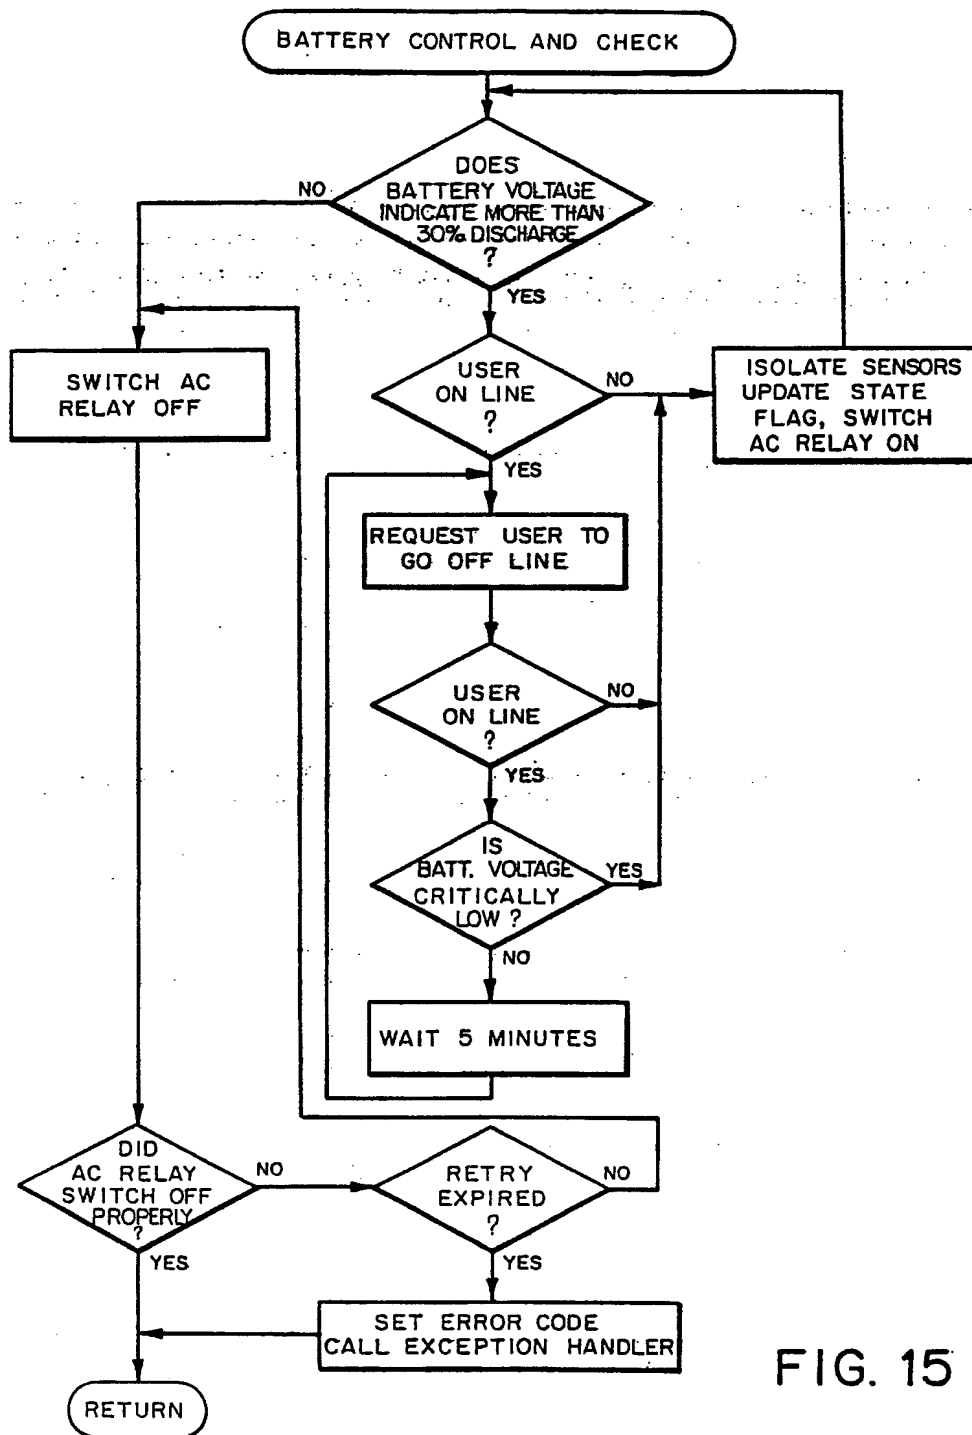 BATTERY CONTROL AND CHECK
DOES
BATTERY VOLTAGE
INDICATE MORE THAN
30% DISCHARGE
?
NO
YES
SWITCH AC
RELAY OFF
USER
ON LINE
?
NO
YES
ISOLATE SENSORS
UPDATE STATE
FLAG, SWITCH
AC RELAY ON
REQUEST USER TO
GO OFF LINE
USER
ON LINE
?
NO
YES
IS
BATT. VOLTAGE
CRITICALLY
LOW ?
YES
NO
WAIT 5 MINUTES
DID
AC RELAY
SWITCH OFF
PROPERLY
?
NO
YES
RETRY
EXPIRED
?
NO
YES
SET ERROR CODE
CALL EXCEPTION HANDLER
RETURN
FIG. 15